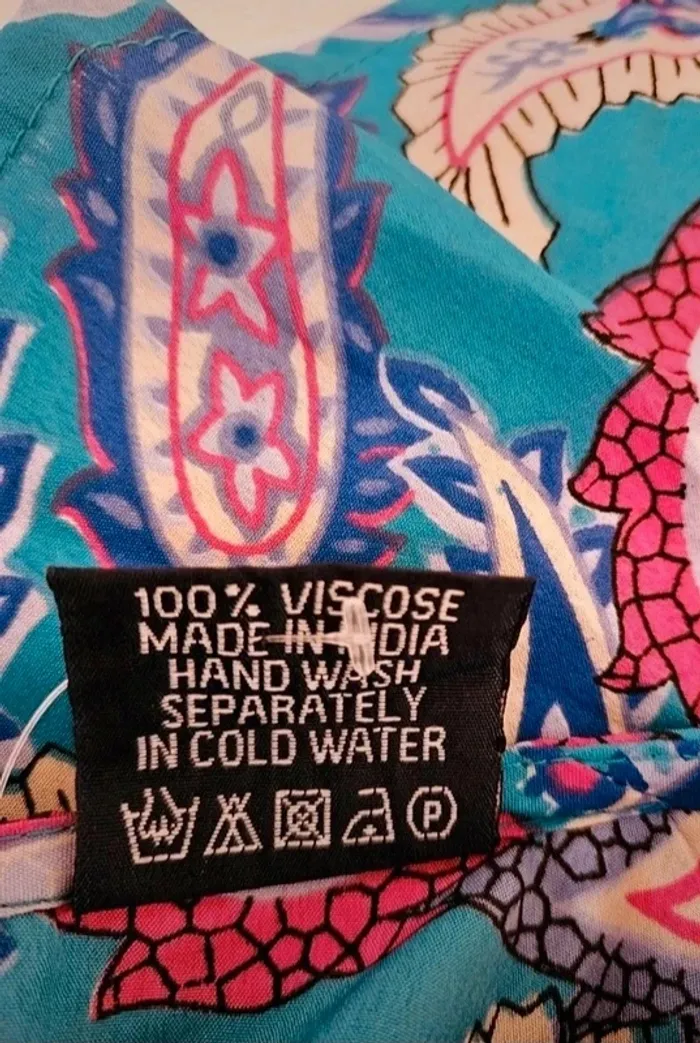 100% VISCOSE
MADE IN INDIA
HAND WASH
SEPARATELY
IN COLD WATER
P